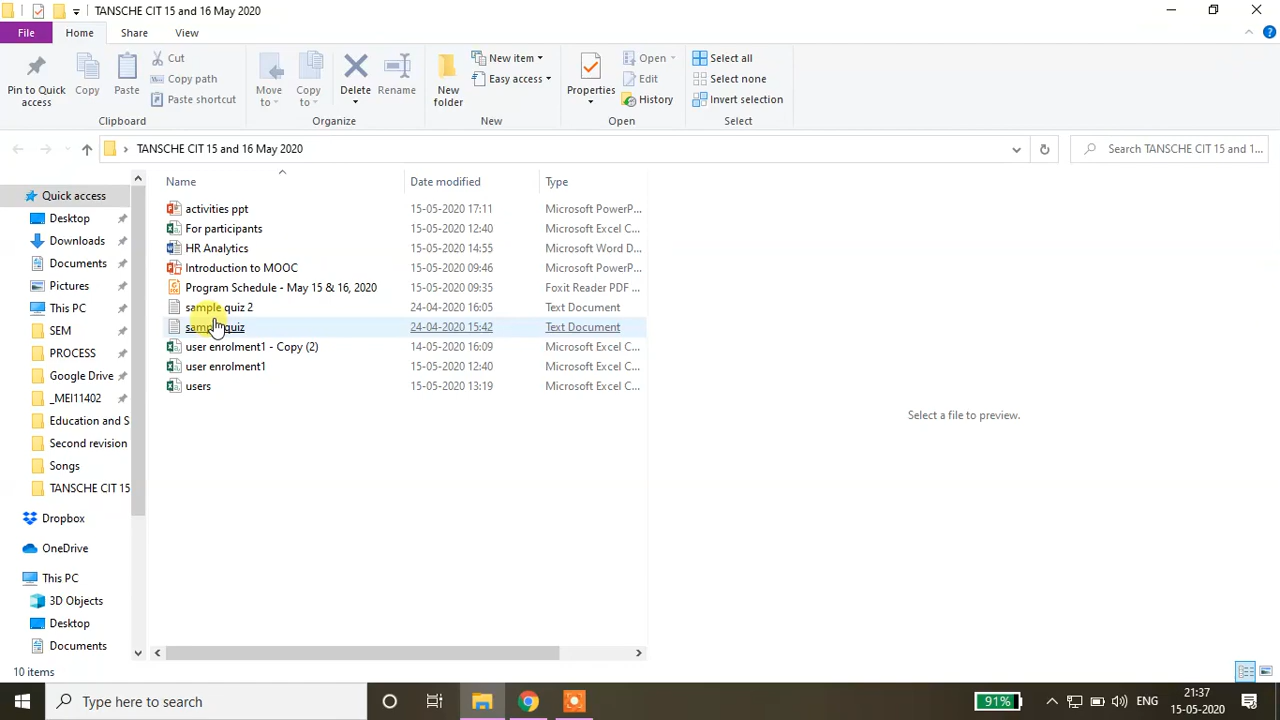 TANSCHE CIT 15 and 16 May 2020
File Home Share View
Pin to Quick access
Copy
Paste
Cut
Copy path
Paste shortcut
Clipboard
Move to
Copy to
Delete
Rename
Organize
New folder
New item
Easy access
New
Properties
Open
Edit
History
Open
Select all
Select none
Invert selection
Select
TANSCHE CIT 15 and 16 May 2020
Search TANSCHE CIT 15 and 1...
Quick access
Desktop
Downloads
Documents
Pictures
This PC
SEM
PROCESS
Google Drive
_MEI11402
Education and S
Second revision
Songs
TANSCHE CIT 15
Dropbox
OneDrive
This PC
3D Objects
Desktop
Documents
Name Date modified Type
activities ppt 15-05-2020 17:11 Microsoft PowerP...
For participants 15-05-2020 12:40 Microsoft Excel C...
HR Analytics 15-05-2020 14:55 Microsoft Word D...
Introduction to MOOC 15-05-2020 09:46 Microsoft PowerP...
Program Schedule - May 15 & 16, 2020 15-05-2020 09:35 Foxit Reader PDF ...
sample quiz 2 24-04-2020 16:05 Text Document
sample quiz 24-04-2020 15:42 Text Document
user enrolment1 - Copy (2) 14-05-2020 16:09 Microsoft Excel C...
user enrolment1 15-05-2020 12:40 Microsoft Excel C...
users 15-05-2020 13:19 Microsoft Excel C...
Select a file to preview.
10 items
Type here to search
91%
ENG
21:37
15-05-2020